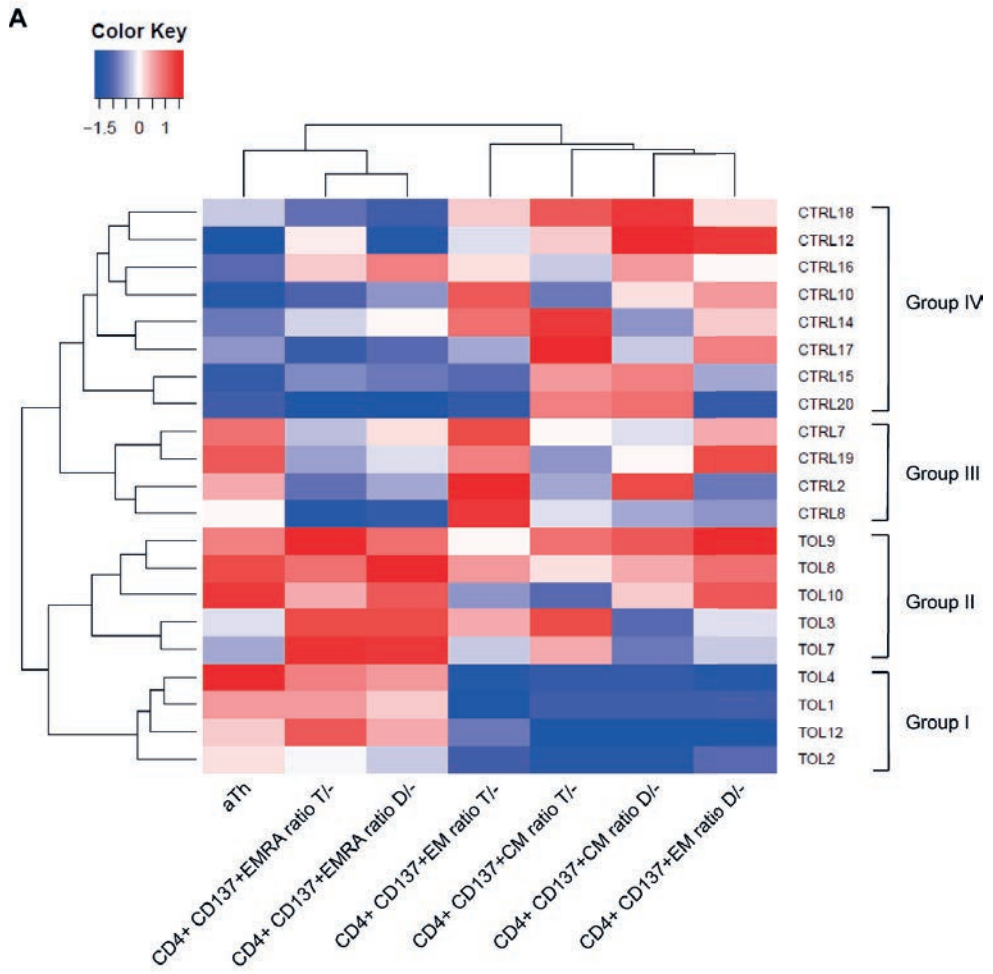 A
Color Key
−1.5 0 1
CTRL18
CTRL12
CTRL16
CTRL10
CTRL14
CTRL17
CTRL15
CTRL20
CTRL7
CTRL19
CTRL2
CTRL8
TOL9
TOL8
TOL10
TOL3
TOL7
TOL4
TOL1
TOL12
TOL2
Group IV
Group III
Group II
Group I
aTh
CD4+ CD137+EMRA ratio T/-
CD4+ CD137+EMRA ratio D/-
CD4+ CD137+EM ratio T/-
CD4+ CD137+CM ratio T/-
CD4+ CD137+CM ratio D/-
CD4+ CD137+EM ratio D/-